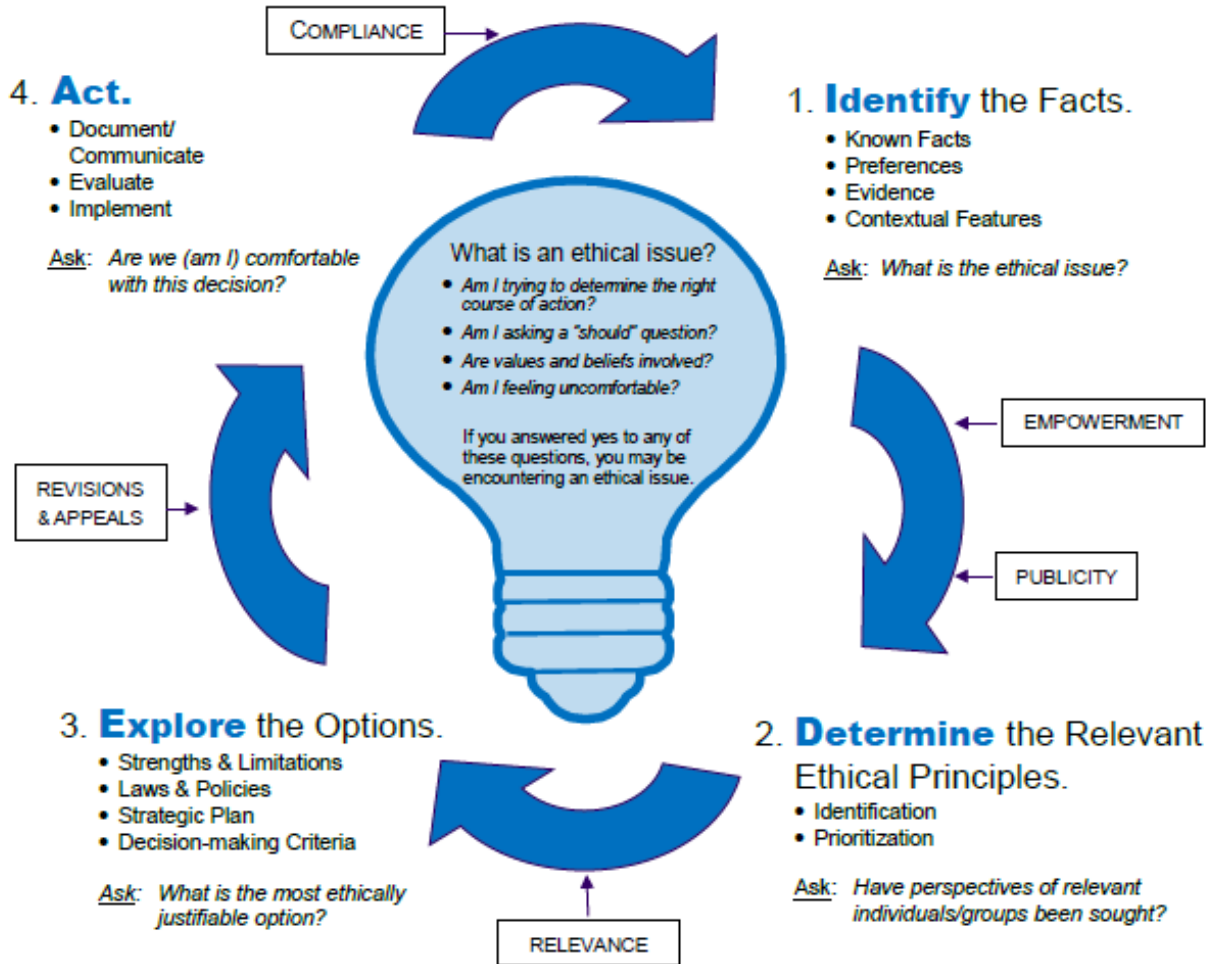 COMPLIANCE
4. Act.
• Document/
Communicate
• Evaluate
• Implement
Ask: Are we (am I) comfortable
with this decision?
1. Identify the Facts.
• Known Facts
• Preferences
• Evidence
• Contextual Features
Ask: What is the ethical issue?
What is an ethical issue?
• Am I trying to determine the right
course of action?
• Am I asking a "should" question?
• Are values and beliefs involved?
• Am I feeling uncomfortable?
If you answered yes to any of
these questions, you may be
encountering an ethical issue.
EMPOWERMENT
PUBLICITY
REVISIONS
& APPEALS
3. Explore the Options.
• Strengths & Limitations
• Laws & Policies
• Strategic Plan
• Decision-making Criteria
Ask: What is the most ethically
justifiable option?
2. Determine the Relevant
Ethical Principles.
• Identification
• Prioritization
Ask: Have perspectives of relevant
individuals/groups been sought?
RELEVANCE